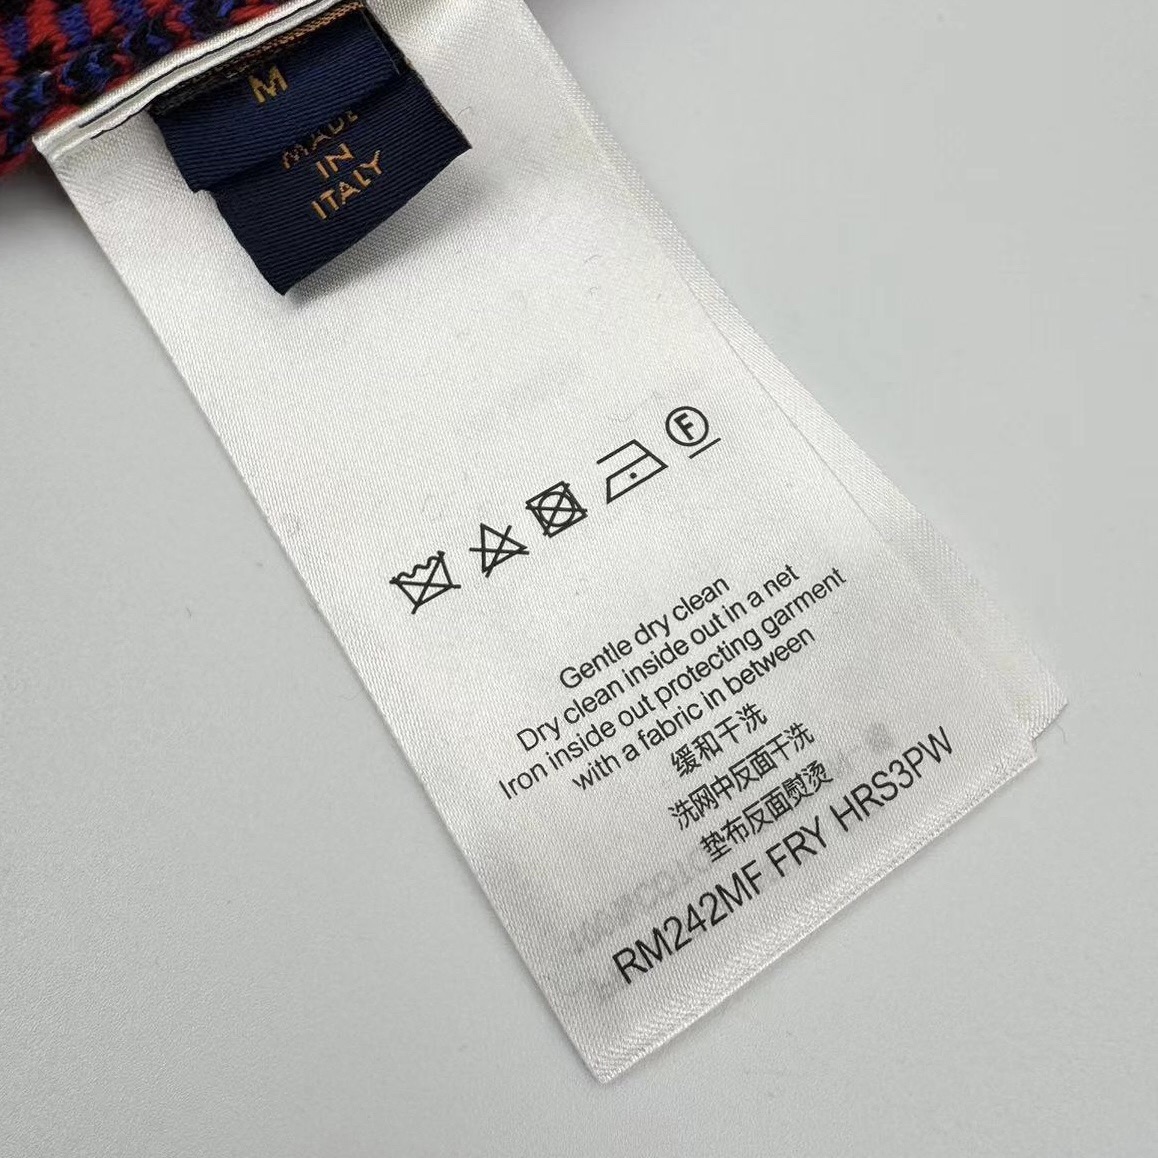 M
MADE
IN
ITALY
F
Gentle dry clean
Dry clean inside out in a net
Iron inside out protecting garment
with a fabric in between
缓和干洗
洗网中反面干洗
垫布反面熨烫
RM242MF FRY HRS3PW